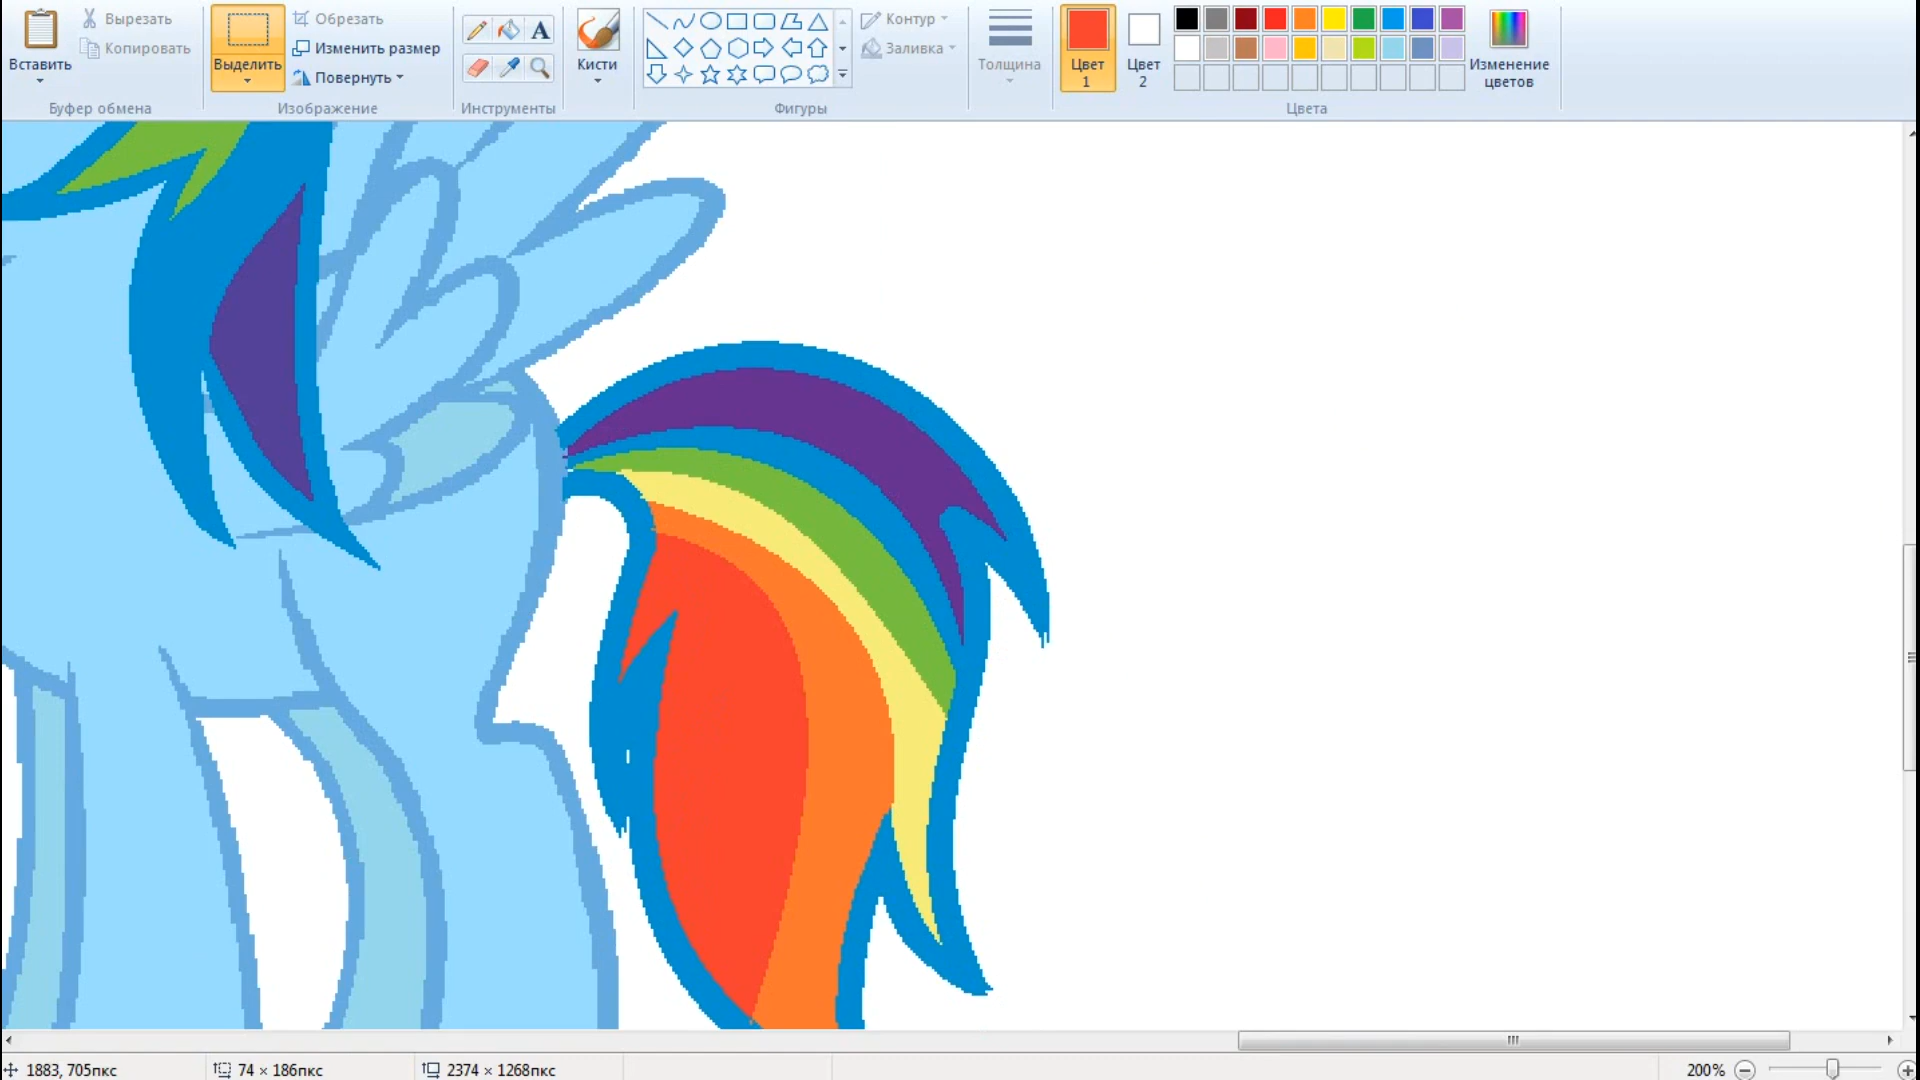 Вставить
Вырезать
Копировать
Буфер обмена
Выделить
Обрезать
Изменить размер
Повернуть
Изображение
A
Инструменты
Кисти
Фигуры
Контур
Заливка
Толщина
Цвет
1
Цвет
2
Изменение
цветов
Цвета
1883, 705пкс
74 × 186пкс
2374 × 1268пкс
200%